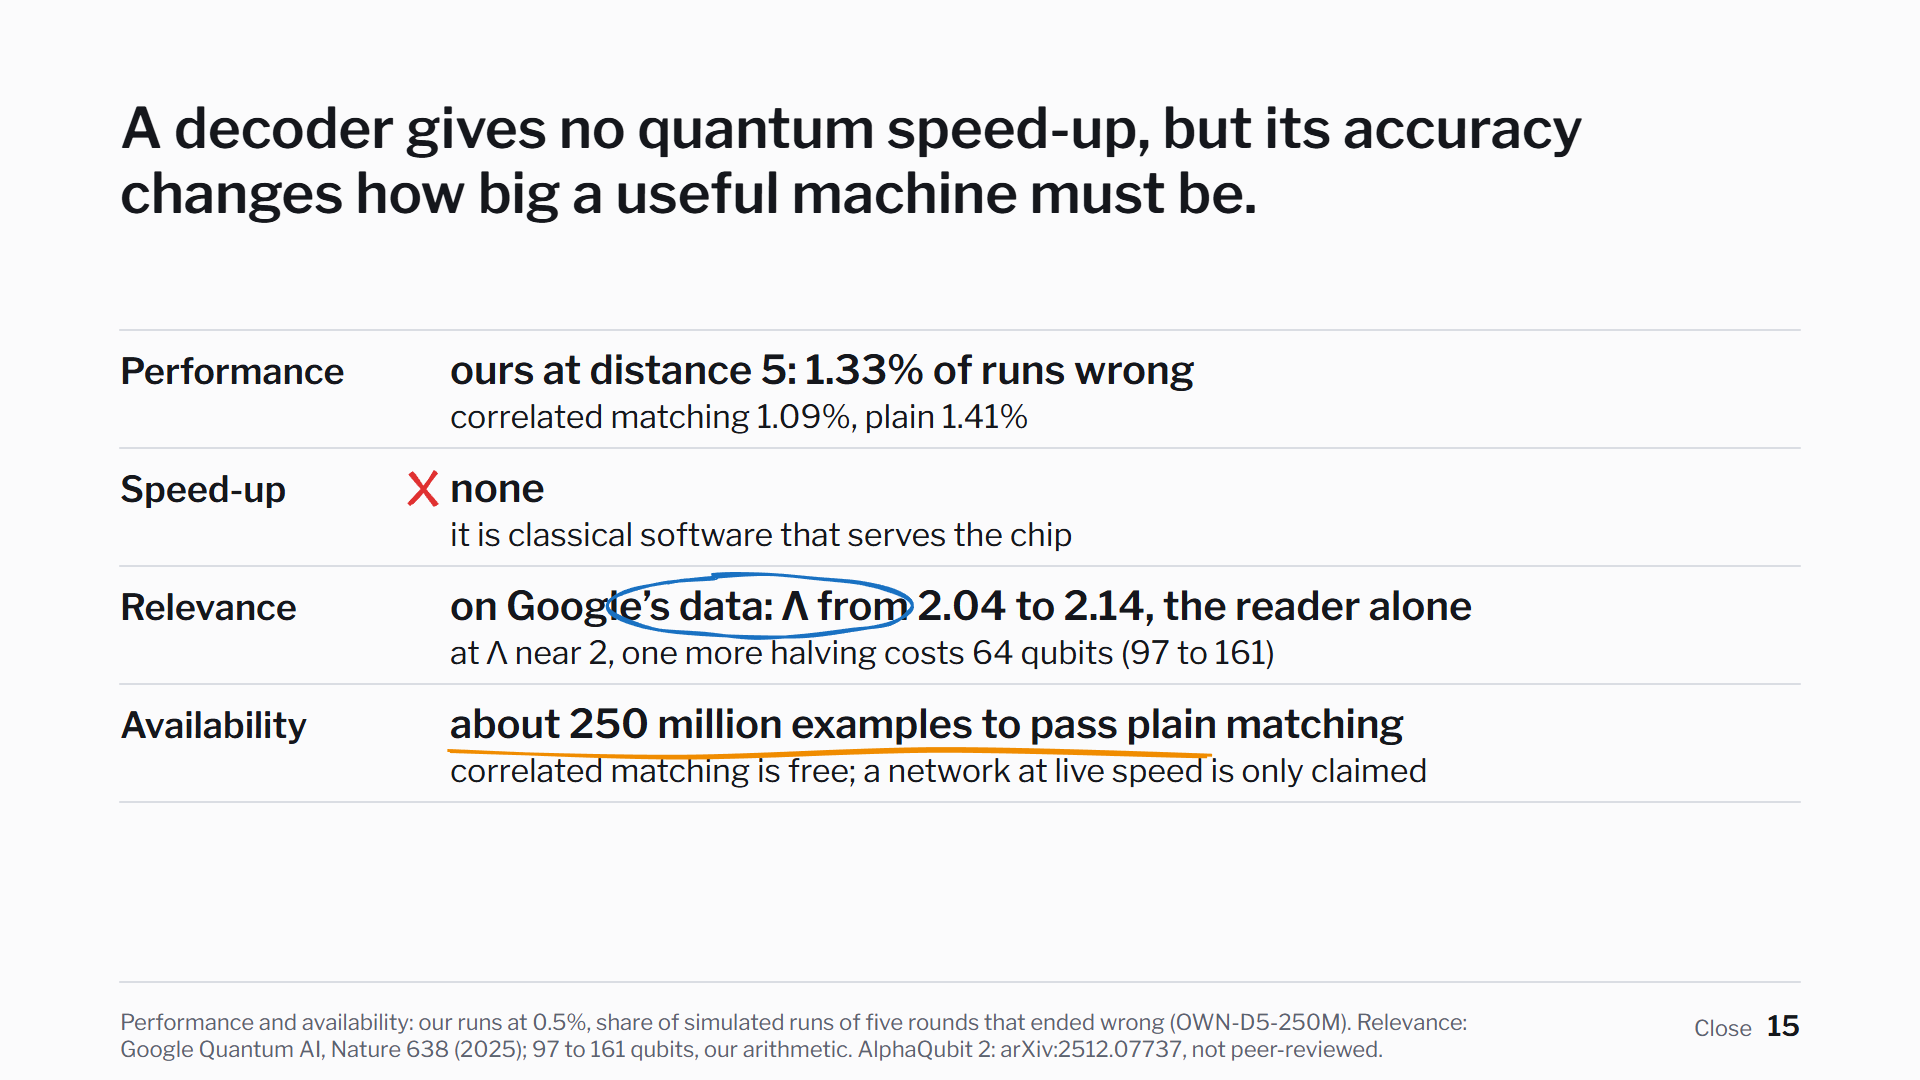 A decoder gives no quantum speed-up, but its accuracy
changes how big a useful machine must be.
Performance
ours at distance 5: 1.33% of runs wrong
correlated matching 1.09%, plain 1.41%
Speed-up
none
it is classical software that serves the chip
Relevance
on Google’s data: Λ from 2.04 to 2.14, the reader alone
at Λ near 2, one more halving costs 64 qubits (97 to 161)
Availability
about 250 million examples to pass plain matching
correlated matching is free; a network at live speed is only claimed
Performance and availability: our runs at 0.5%, share of simulated runs of five rounds that ended wrong (OWN-D5-250M). Relevance:
Google Quantum AI, Nature 638 (2025); 97 to 161 qubits, our arithmetic. AlphaQubit 2: arXiv:2512.07737, not peer-reviewed.
Close 15